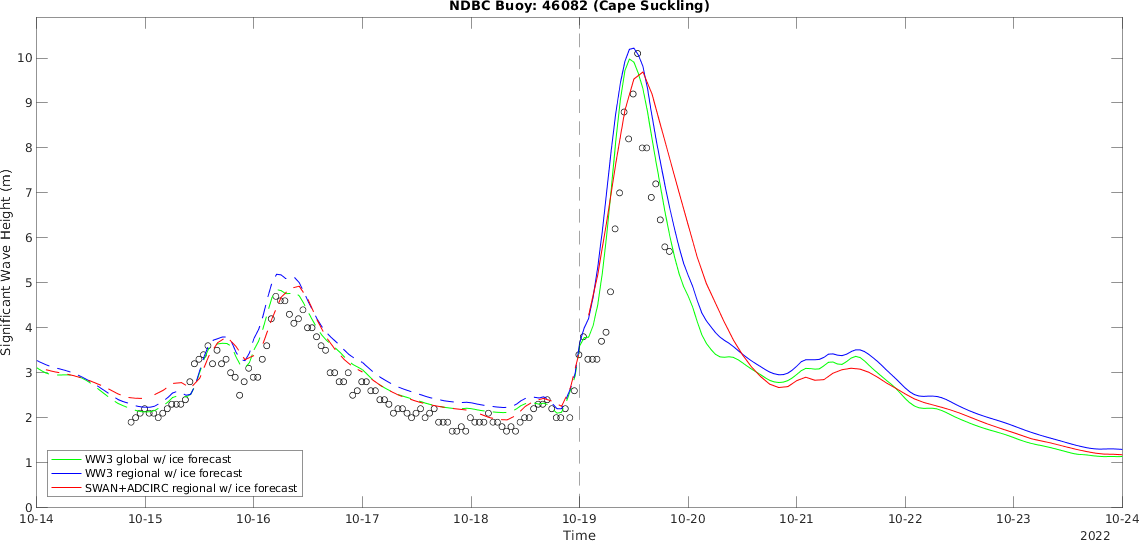 NDBC Buoy: 46082 (Cape Suckling)
10
9
8
7
6
5
4
3
2
1
0
Significant Wave Height (m)
WW3 global w/ ice forecast
WW3 regional w/ ice forecast
SWAN+ADCIRC regional w/ ice forecast
10-14 10-15 10-16 10-17 10-18 10-19 10-20 10-21 10-22 10-23 10-24
Time
2022